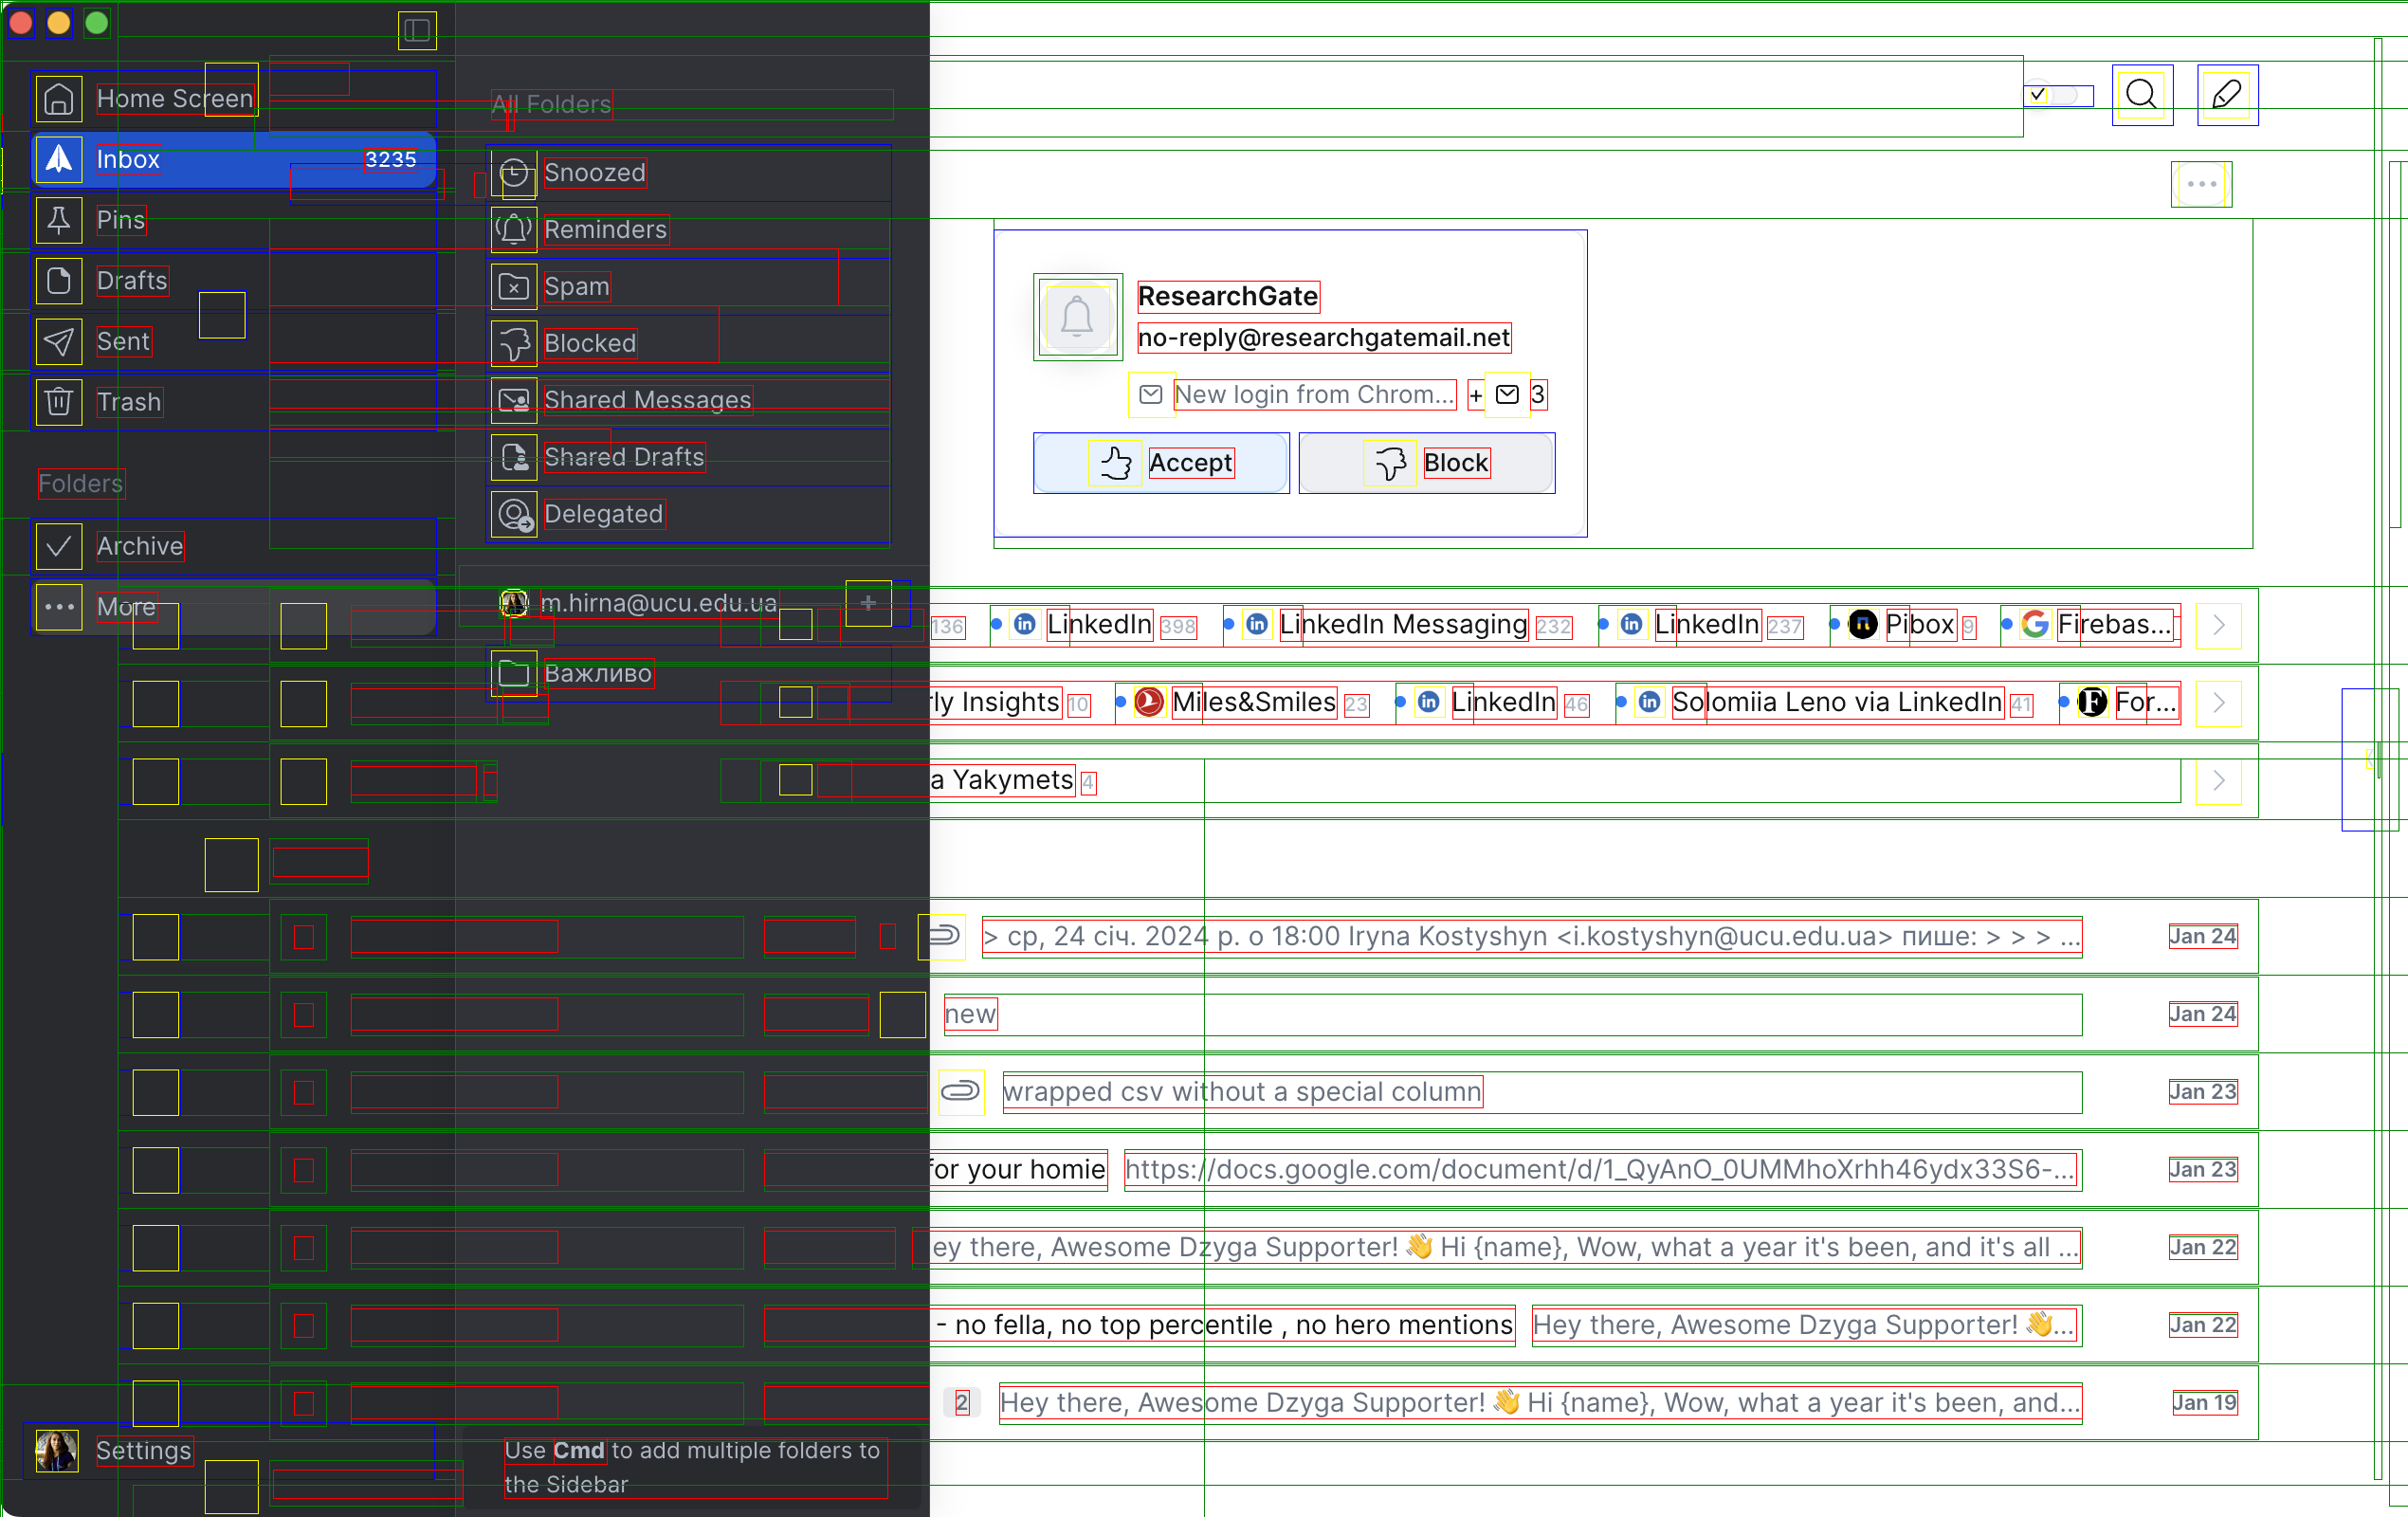 Home Screen
Inbox 3235
Pins
Drafts
Sent
Trash
Folders
Archive
More
Settings
All Folders
Snoozed
Reminders
Spam
Blocked
Shared Messages
Shared Drafts
Delegated
m.hirna@ucu.edu.ua
Важливо
Use Cmd to add multiple folders to
the Sidebar
ResearchGate
no-reply@researchgatemail.net
New login from Chrom... + 3
Accept Block
136 LinkedIn 398 LinkedIn Messaging 232 LinkedIn 237 Pibox 9 Firebas...
rly Insights 10 Miles&Smiles 23 LinkedIn 46 Solomiia Leno via LinkedIn 41 For...
a Yakymets 4
> ср, 24 січ. 2024 р. о 18:00 Iryna Kostyshyn <i.kostyshyn@ucu.edu.ua> пише: > > > ... Jan 24
new Jan 24
wrapped csv without a special column Jan 23
for your homie https://docs.google.com/document/d/1_QyAnO_0UMMhoXrhh46ydx33S6-... Jan 23
ey there, Awesome Dzyga Supporter! 👋 Hi {name}, Wow, what a year it's been, and it's all ... Jan 22
- no fella, no top percentile , no hero mentions Hey there, Awesome Dzyga Supporter! 👋... Jan 22
2 Hey there, Awesome Dzyga Supporter! 👋 Hi {name}, Wow, what a year it's been, and... Jan 19